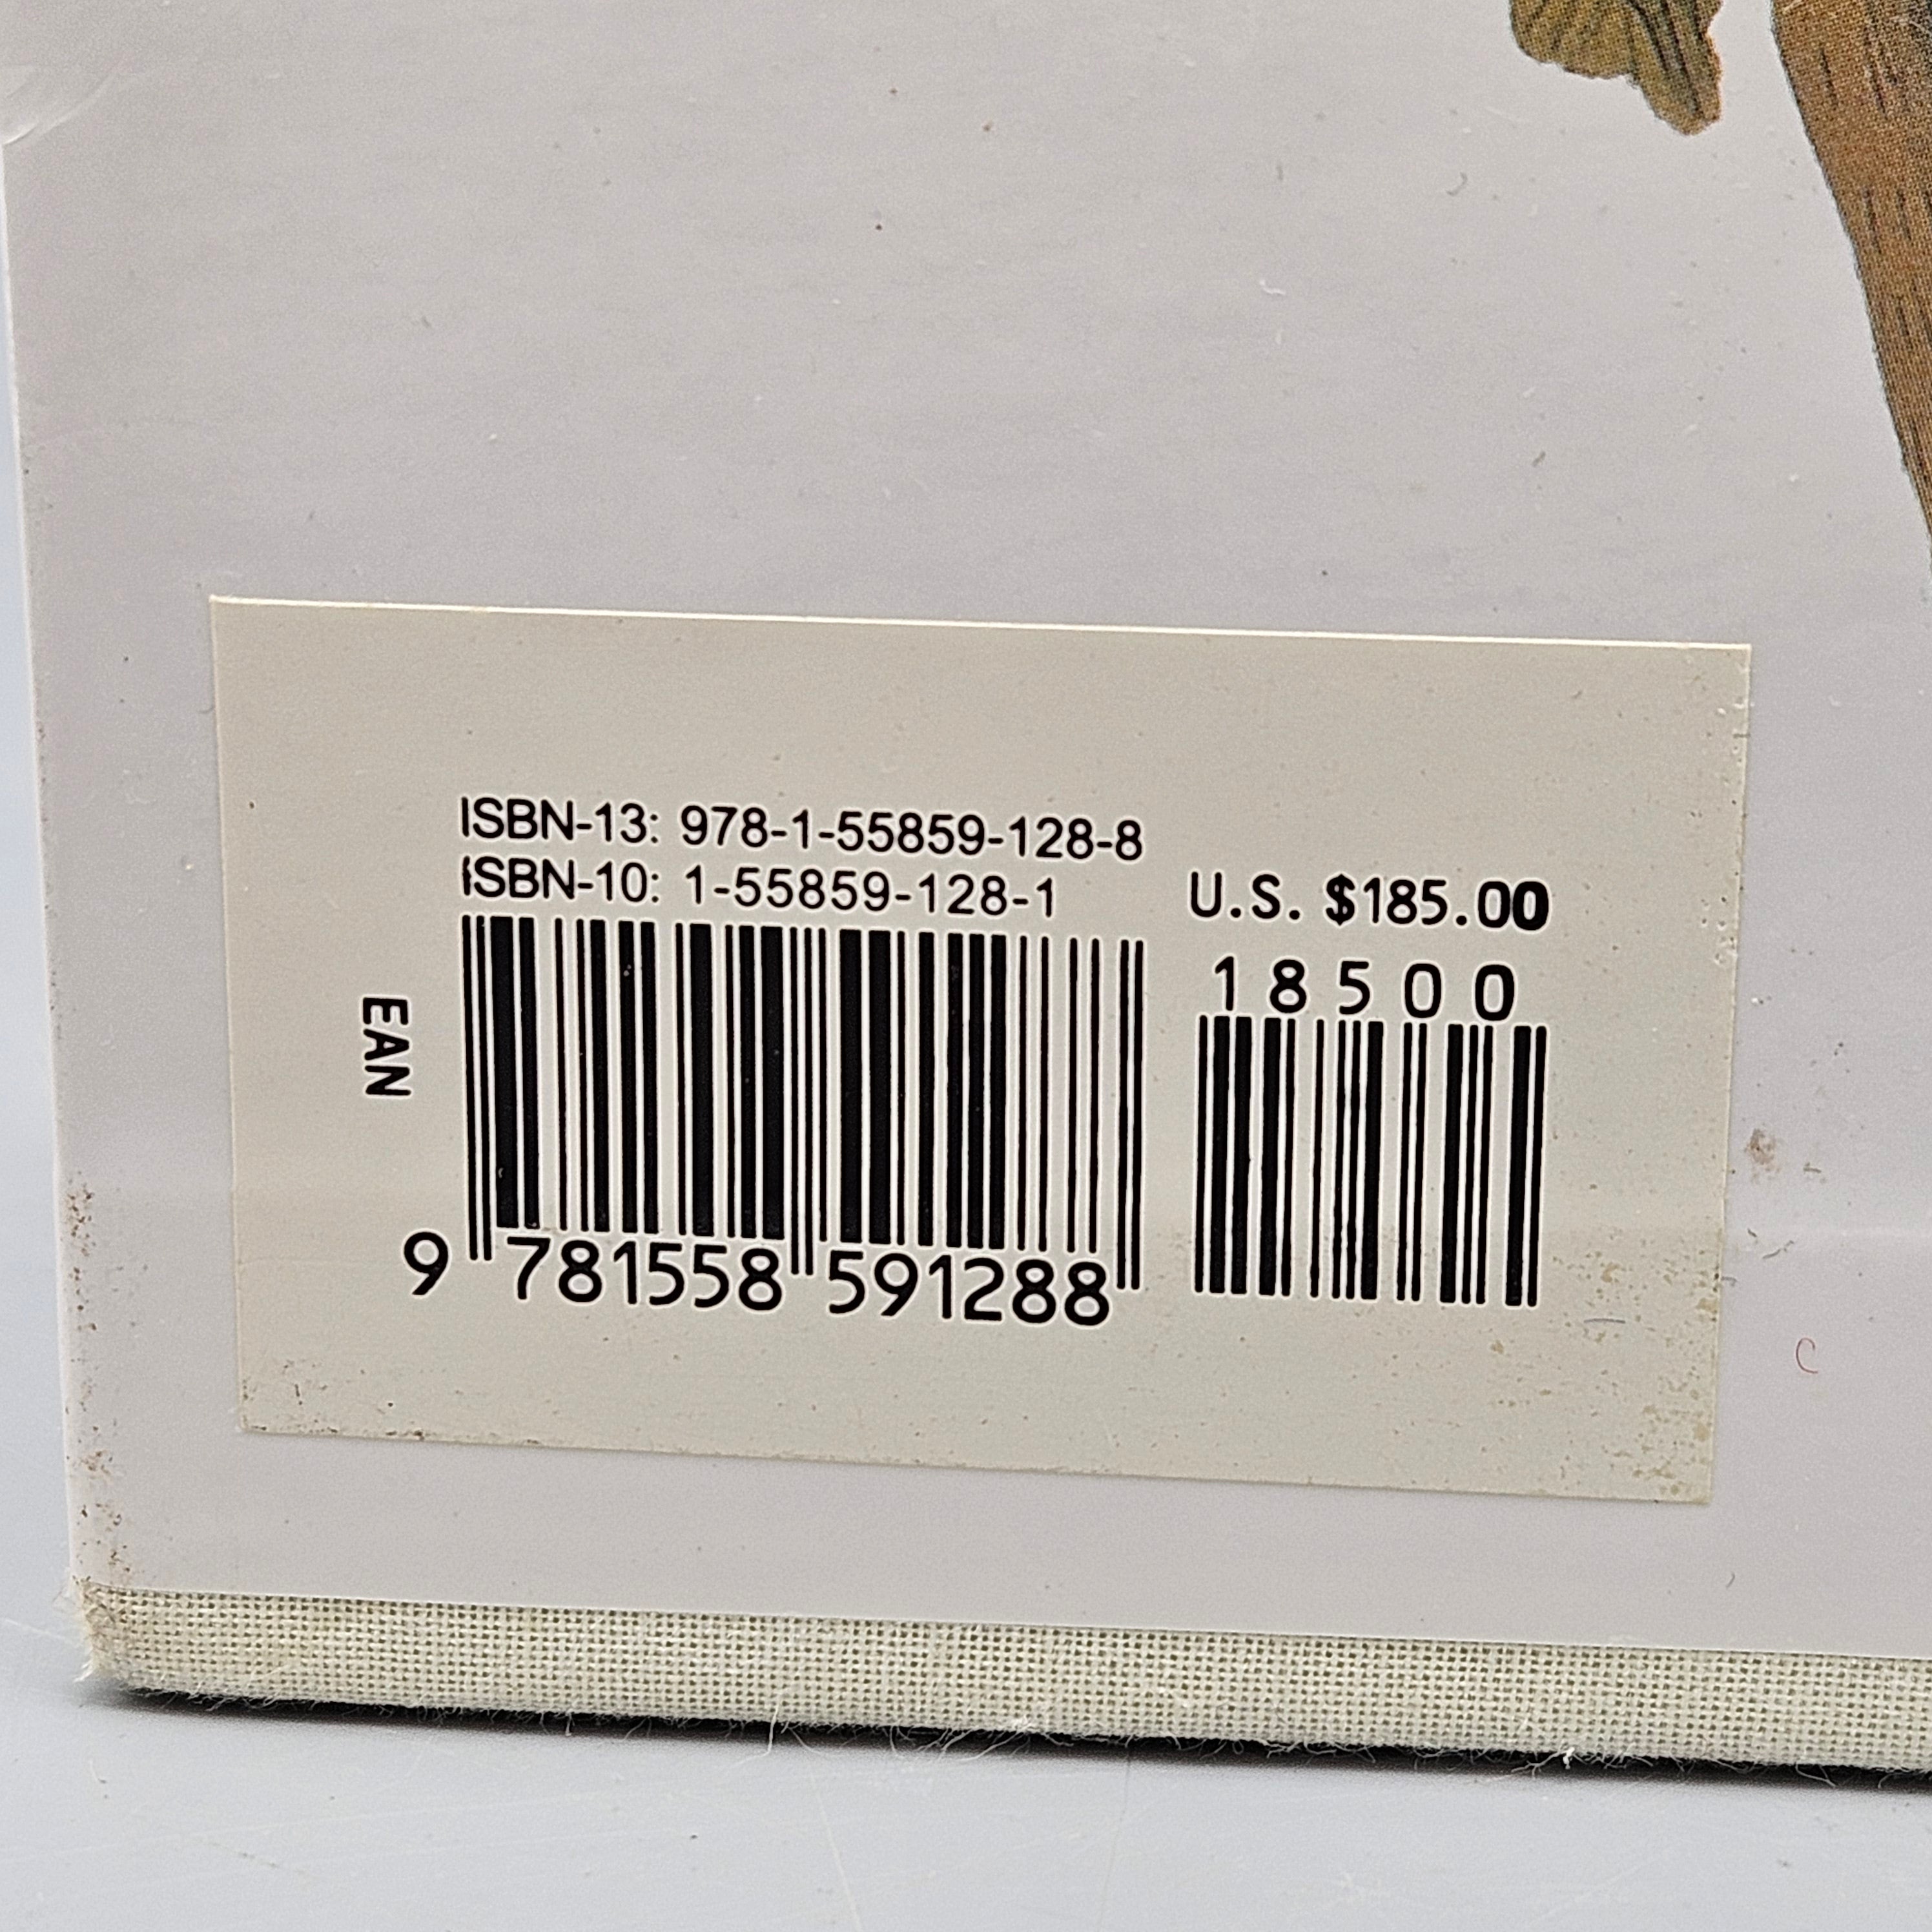 ISBN-13: 978-1-55859-128-8
ISBN-10: 1-55859-128-1
U.S. $185.00
18500
EAN
9 781558 591288